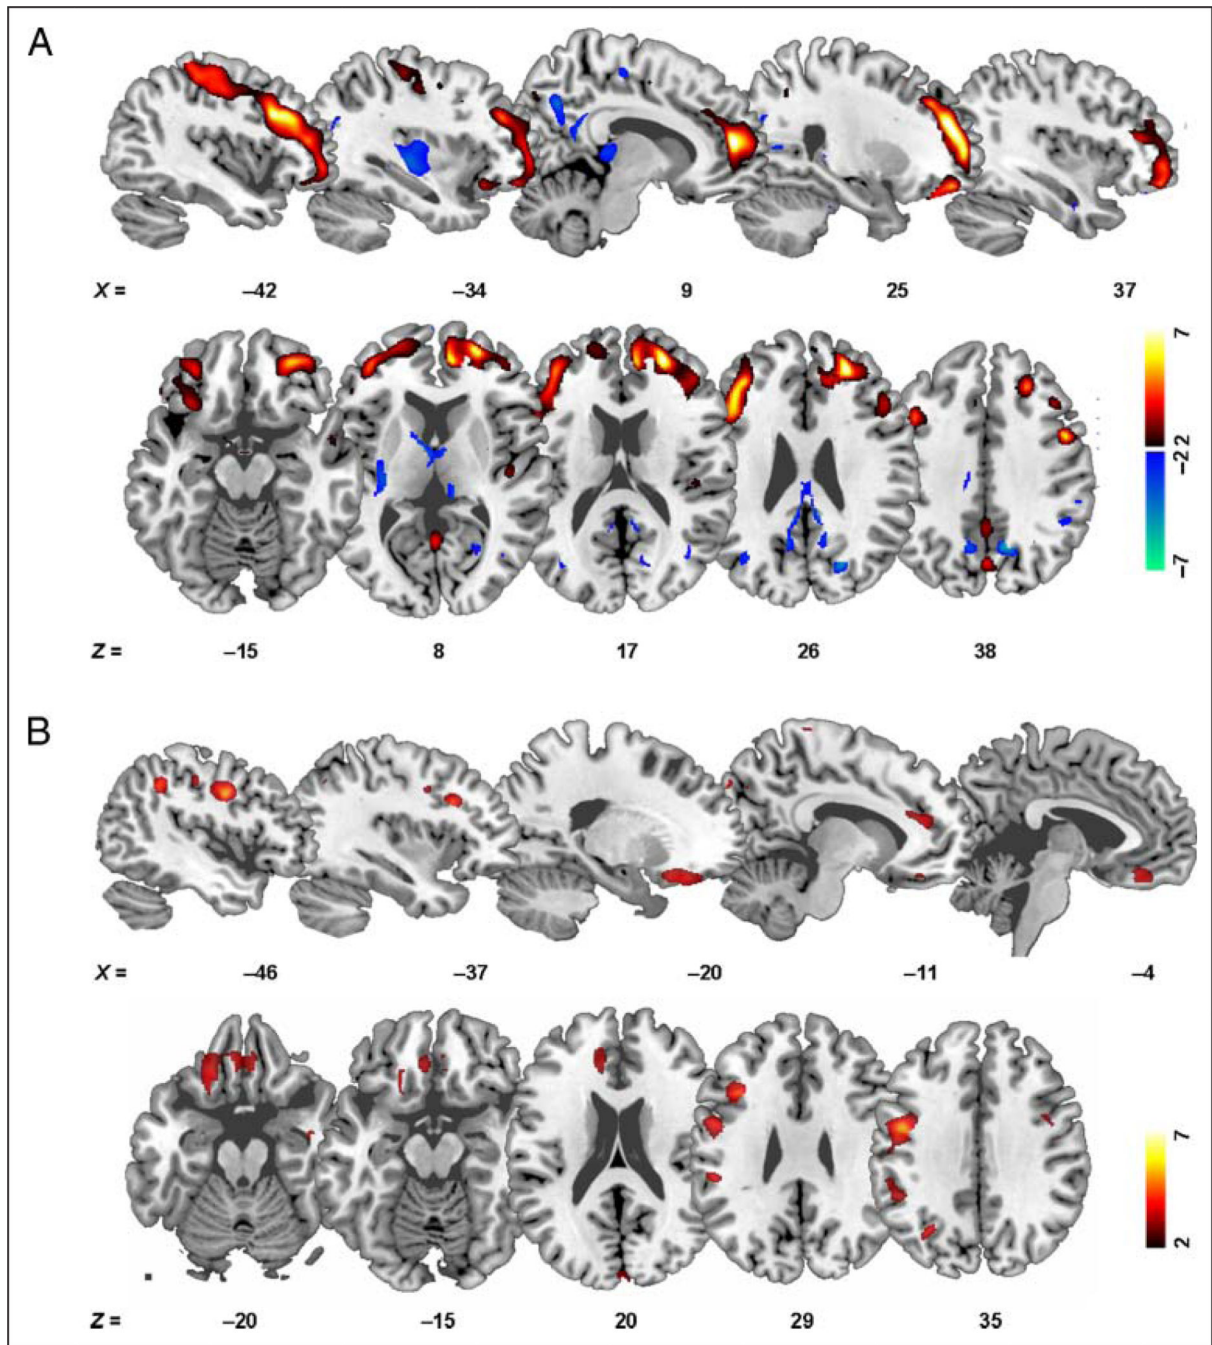 A
X = –42 –34 9 25 37
7
2
–2
–7
Z = –15 8 17 26 38
B
X = –46 –37 –20 –11 –4
7
2
Z = –20 –15 20 29 35